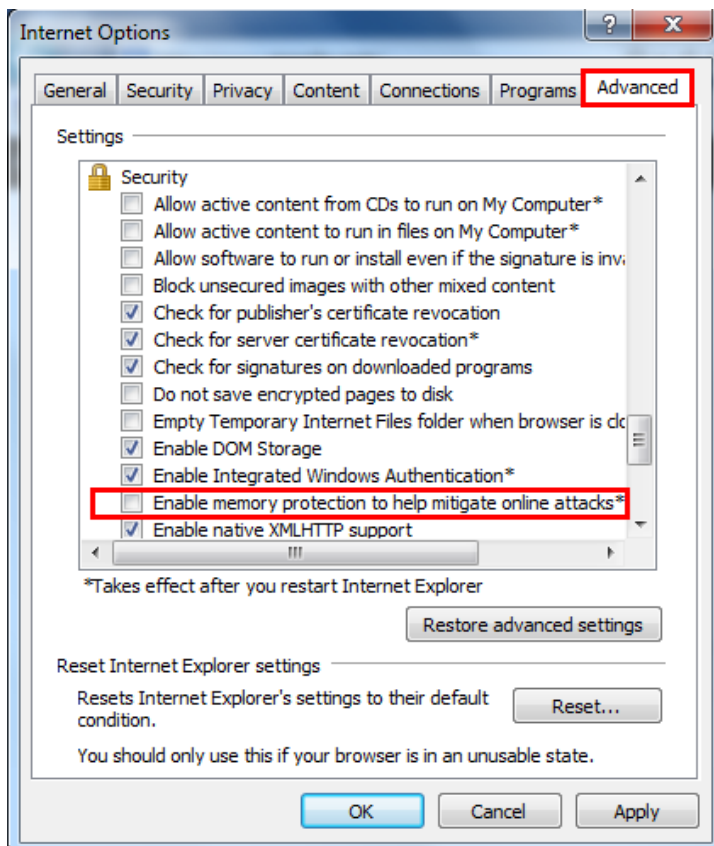 Internet Options
?
X
General Security Privacy Content Connections Programs Advanced
Settings
Security
Allow active content from CDs to run on My Computer*
Allow active content to run in files on My Computer*
Allow software to run or install even if the signature is
Block unsecured images with other mixed content
Check for publisher's certificate revocation
Check for server certificate revocation*
Check for signatures on downloaded programs
Do not save encrypted pages to disk
Empty Temporary Internet Files folder when browser is
Enable DOM Storage
Enable Integrated Windows Authentication*
Enable memory protection to help mitigate online attacks*
Enable native XMLHTTP support
*Takes effect after you restart Internet Explorer
Restore advanced settings
Reset Internet Explorer settings
Resets Internet Explorer's settings to their default
condition.
Reset...
You should only use this if your browser is in an unusable state.
OK Cancel Apply